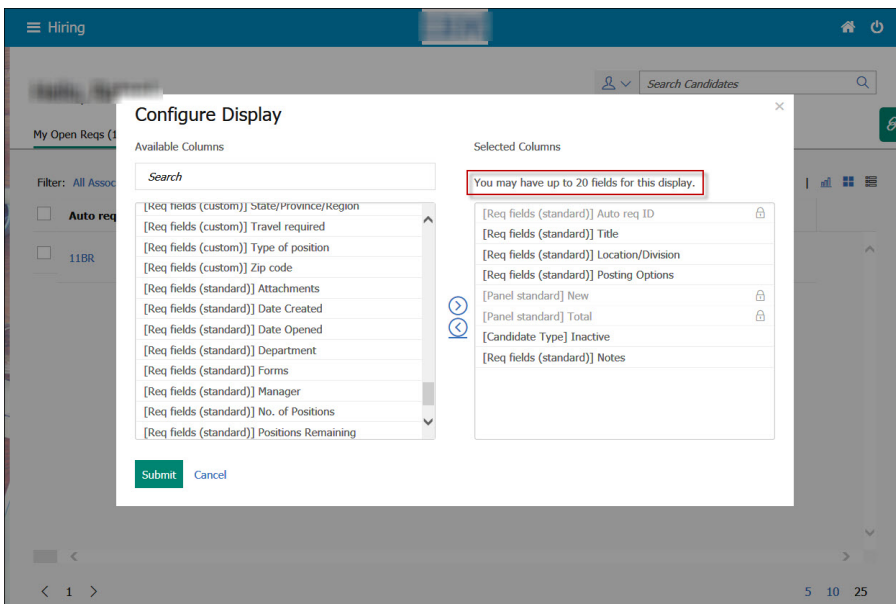 Hiring
Search Candidates
My Open Reqs (1
Filter: All Assoc
Auto req
11BR
Configure Display
Available Columns
Search
[Req fields (custom)] State/Province/Region
[Req fields (custom)] Travel required
[Req fields (custom)] Type of position
[Req fields (custom)] Zip code
[Req fields (standard)] Attachments
[Req fields (standard)] Date Created
[Req fields (standard)] Date Opened
[Req fields (standard)] Department
[Req fields (standard)] Forms
[Req fields (standard)] Manager
[Req fields (standard)] No. of Positions
[Req fields (standard)] Positions Remaining
Selected Columns
You may have up to 20 fields for this display.
[Req fields (standard)] Auto req ID
[Req fields (standard)] Title
[Req fields (standard)] Location/Division
[Req fields (standard)] Posting Options
[Panel standard] New
[Panel standard] Total
[Candidate Type] Inactive
[Req fields (standard)] Notes
Submit Cancel
1
5 10 25